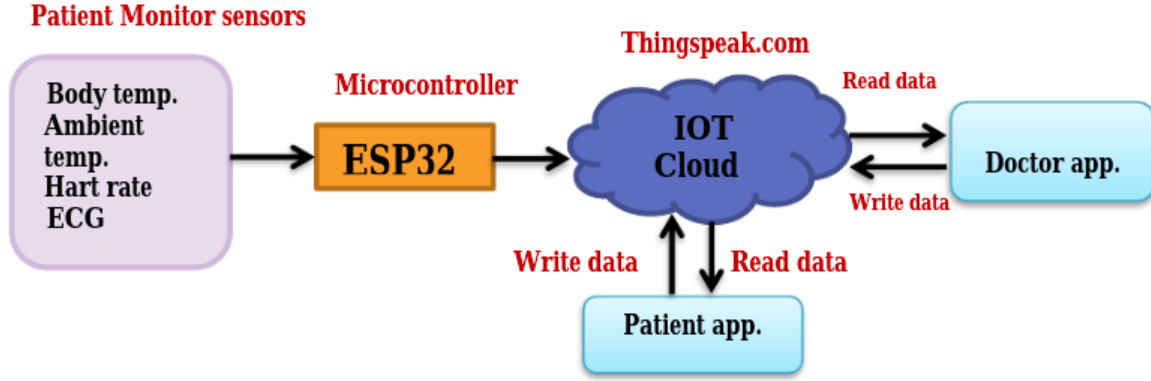 Patient Monitor sensors
Body temp.
Ambient
temp.
Hart rate
ECG
Microcontroller
ESP32
Thingspeak.com
IOT
Cloud
Read data
Doctor app.
Write data
Write data
Read data
Patient app.